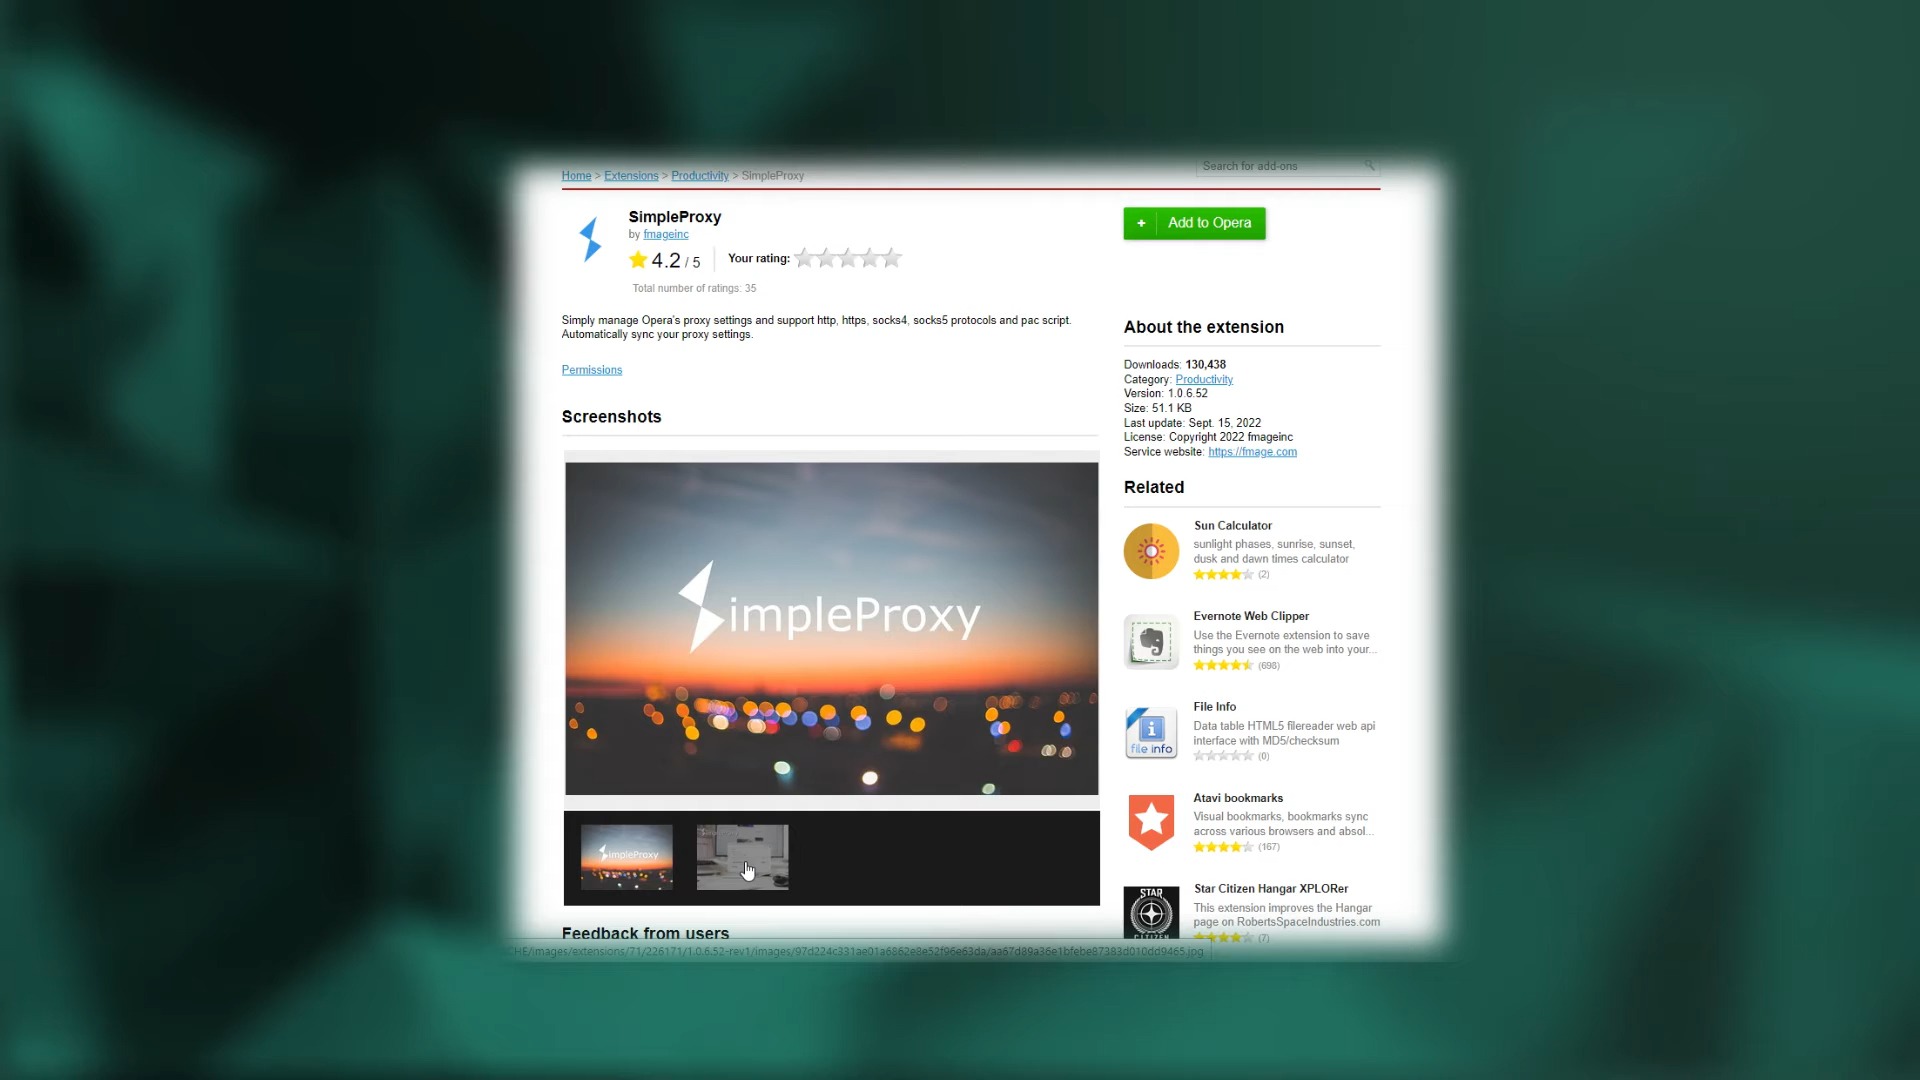 Search for add-ons
Home > Extensions > Productivity > SimpleProxy
SimpleProxy
by fmageinc
4.2 / 5
Your rating:
Total number of ratings: 35
+ Add to Opera
Simply manage Opera's proxy settings and support http, https, socks4, socks5 protocols and pac script.
Automatically sync your proxy settings.
Permissions
Screenshots
SimpleProxy
SimpleProxy
Feedback from users
About the extension
Downloads: 130,438
Category: Productivity
Version: 1.0.6.52
Size: 51.1 KB
Last update: Sept. 15, 2022
License: Copyright 2022 fmageinc
Service website: https://fmage.com
Related
Sun Calculator
sunlight phases, sunrise, sunset,
dusk and dawn times calculator
(2)
Evernote Web Clipper
Use the Evernote extension to save
things you see on the web into your...
(698)
File Info
file info
Data table HTML5 filereader web api
interface with MD5/checksum
(0)
Atavi bookmarks
Visual bookmarks, bookmarks sync
across various browsers and absol...
(167)
Star Citizen Hangar XPLORer
STAR
CITIZEN
This extension improves the Hangar
page on RobertsSpaceIndustries.com
(7)